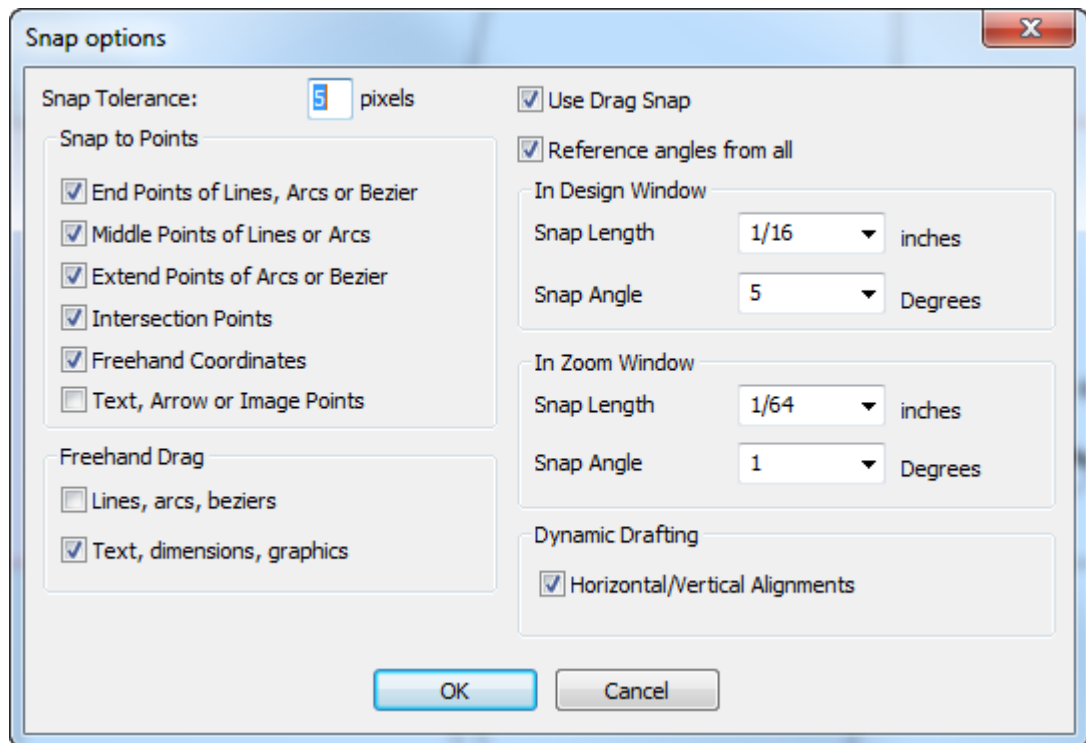 Snap options
Snap Tolerance: 5 pixels
Snap to Points
End Points of Lines, Arcs or Bezier
Middle Points of Lines or Arcs
Extend Points of Arcs or Bezier
Intersection Points
Freehand Coordinates
Text, Arrow or Image Points
Freehand Drag
Lines, arcs, beziers
Text, dimensions, graphics
Use Drag Snap
Reference angles from all
In Design Window
Snap Length 1/16 inches
Snap Angle 5 Degrees
In Zoom Window
Snap Length 1/64 inches
Snap Angle 1 Degrees
Dynamic Drafting
Horizontal/Vertical Alignments
OK Cancel